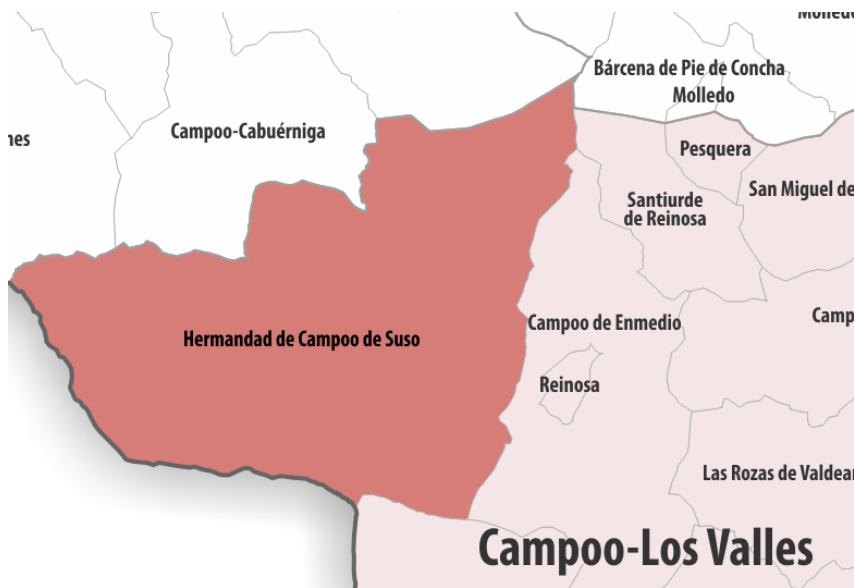 Bárcena de Pie de Concha
Molledo
Campoo-Cabuérniga
Pesquera
San Miguel de
Santiurde
de Reinosa
Campoo de Enmedio
Hermandad de Campoo de Suso
Reinosa
Las Rozas de
Campoo-Los Valles